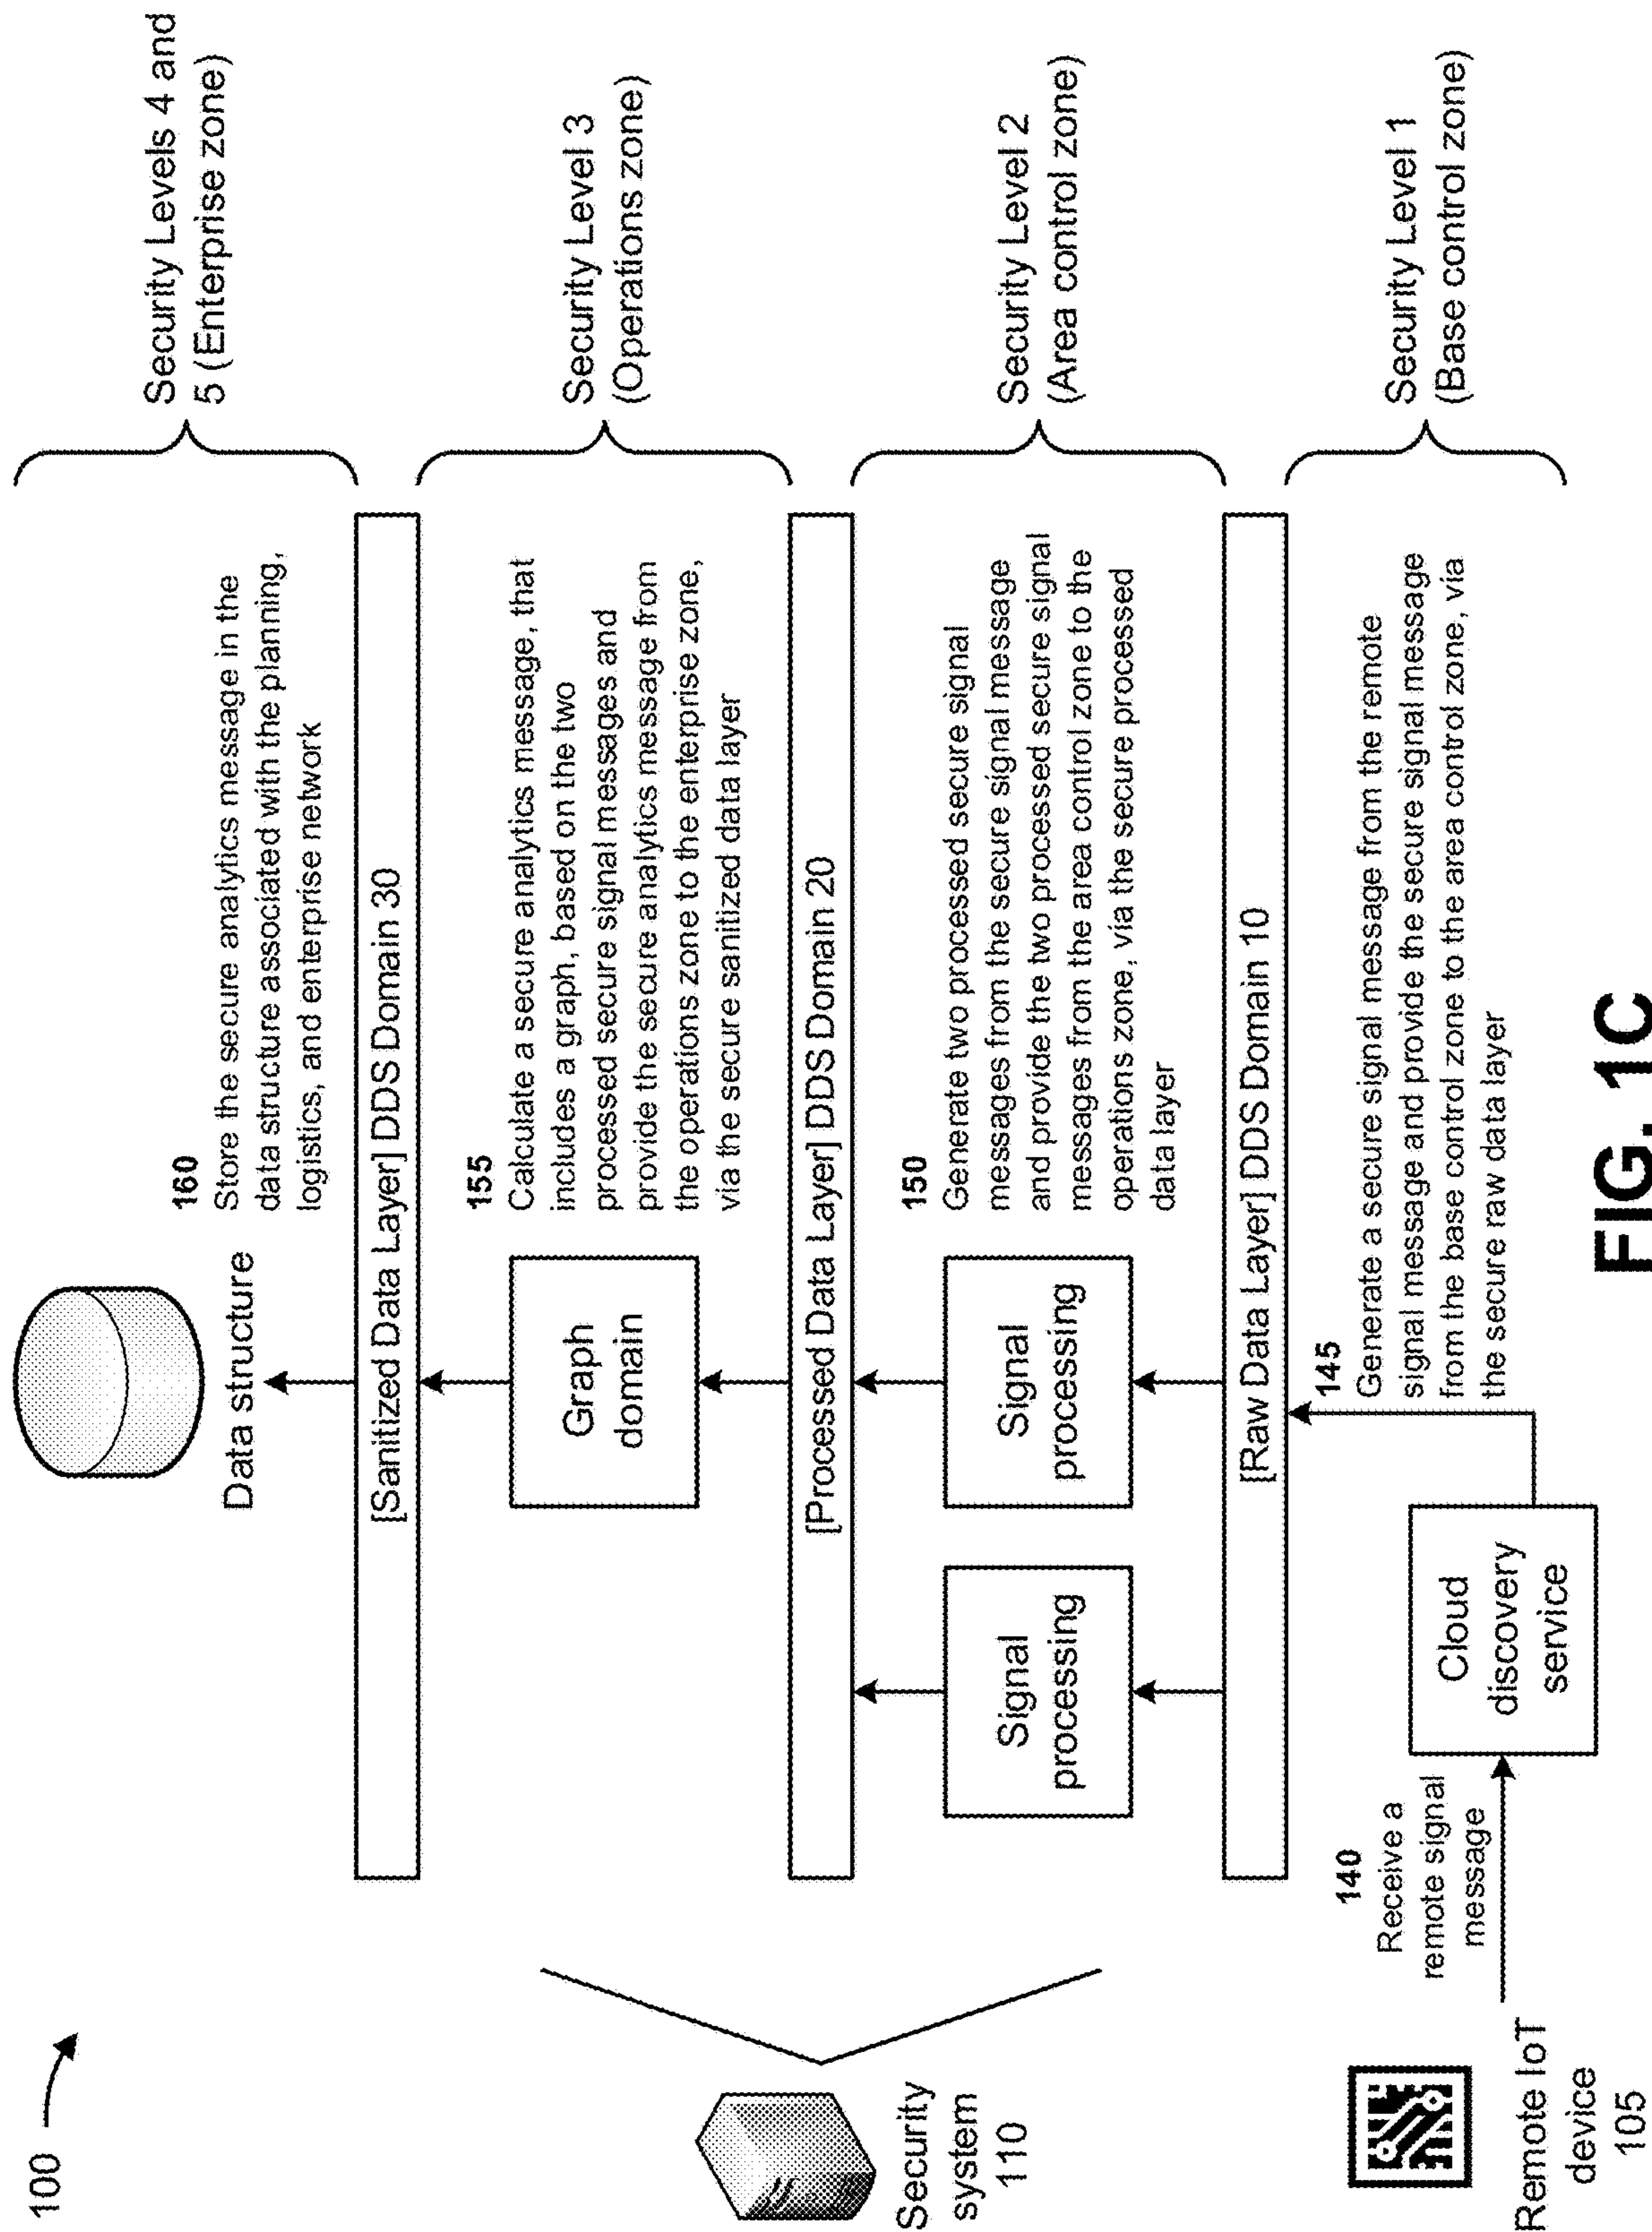 100
Data structure
160
Store the secure analytics message in the
data structure associated with the planning,
logistics, and enterprise network
Security Levels 4 and
5 (Enterprise zone)
[Sanitized Data Layer] DDS Domain 30
Graph
domain
155
Calculate a secure analytics message, that
includes a graph, based on the two
processed secure signal messages and
provide the secure analytics message from
the operations zone to the enterprise zone,
via the secure sanitized data layer
Security Level 3
(Operations zone)
Security
system
110
[Processed Data Layer] DDS Domain 20
Signal
processing
Signal
processing
150
Generate two processed secure signal
messages from the secure signal message
and provide the two processed secure signal
messages from the area control zone to the
operations zone, via the secure processed
data layer
Security Level 2
(Area control zone)
[Raw Data Layer] DDS Domain 10
Remote IoT
device
105
140
Receive a
remote signal
message
Cloud
discovery
service
145
Generate a secure signal message from the remote
signal message and provide the secure signal message
from the base control zone to the area control zone, via
the secure raw data layer
Security Level 1
(Base control zone)
FIG. 1C